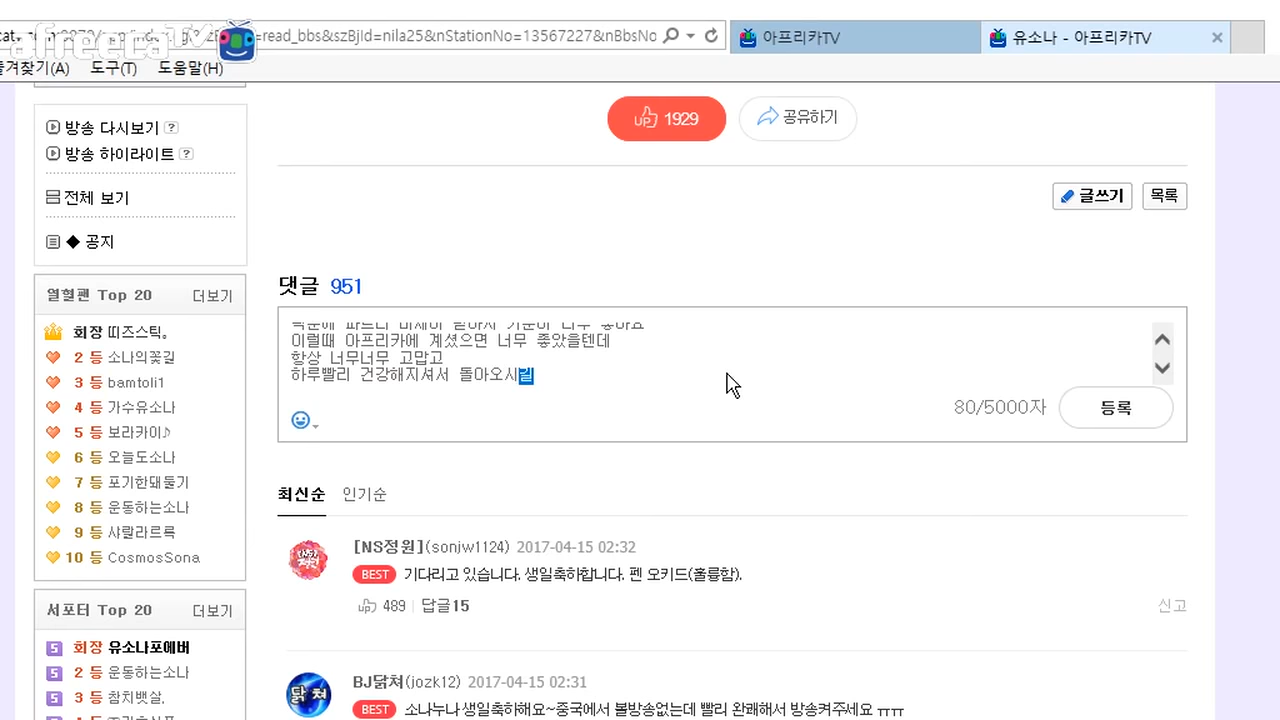 afreecaTV
=read_bbs&szBjId=nila25&nStationNo=13567227&nBbsNo
아프리카TV
유소나 - 아프리카TV
즐겨찾기(A) 도구(T) 도움말(H)
UP 1929
공유하기
방송 다시보기 ?
방송 하이라이트 ?
전체 보기
◆ 공지
글쓰기
목록
열혈팬 Top 20 더보기
회장 띠즈스틱。
2 등 소나의꽃길
3 등 bamtoli1
4 등 가수유소나
5 등 보라카이♪
6 등 오늘도소나
7 등 포기한돼둘기
8 등 운동하는소나
9 등 사랄라르륵
10 등 CosmosSona
서포터 Top 20 더보기
S 회장 유소나포에버
S 2 등 운동하는소나
S 3 등 참치뱃살.
댓글 951
이럴때 아프리카에 계셨으면 너무 좋았을텐데
항상 너무너무 고맙고
하루빨리 건강해지셔서 돌아오시길
80/5000자
등록
최신순 인기순
[NS정원](sonjw1124) 2017-04-15 02:32
BEST 기다리고 있습니다. 생일축하합니다. 펜 오키드(훌륭함).
489 답글15
신고
BJ닭쳐(jozk12) 2017-04-15 02:31
닭쳐
BEST 소나누나 생일축하해요~중국에서 볼방송없는데 빨리 완쾌해서 방송켜주세요 ㅠㅠ